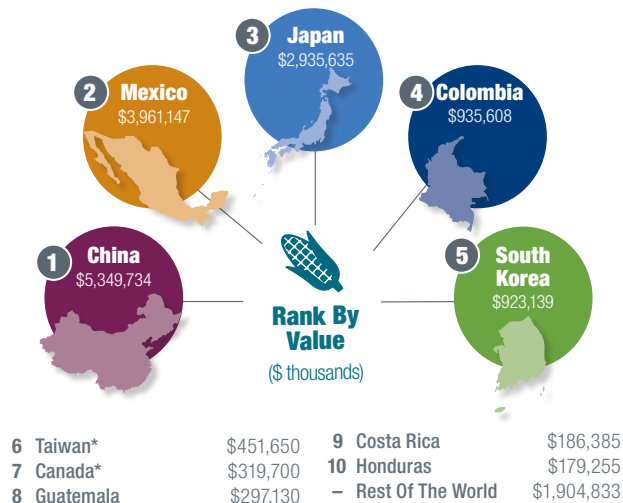 1
China
$5,349,734
2
Mexico
$3,961,147
3
Japan
$2,935,635
4
Colombia
$935,608
5
South
Korea
$923,139
Rank By
Value
($ thousands)
6 Taiwan* $451,650
7 Canada* $319,700
8 Guatemala $297,130
9 Costa Rica $186,385
10 Honduras $179,255
– Rest Of The World $1,904,833